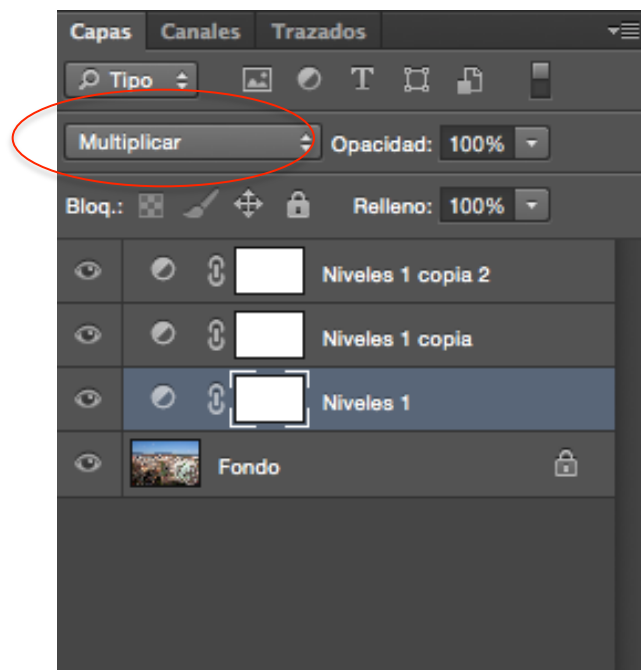 Capas Canales Trazados
Tipo T
Multiplicar Opacidad: 100%
Bloq.: Relleno: 100%
Niveles 1 copia 2
Niveles 1 copia
Niveles 1
Fondo